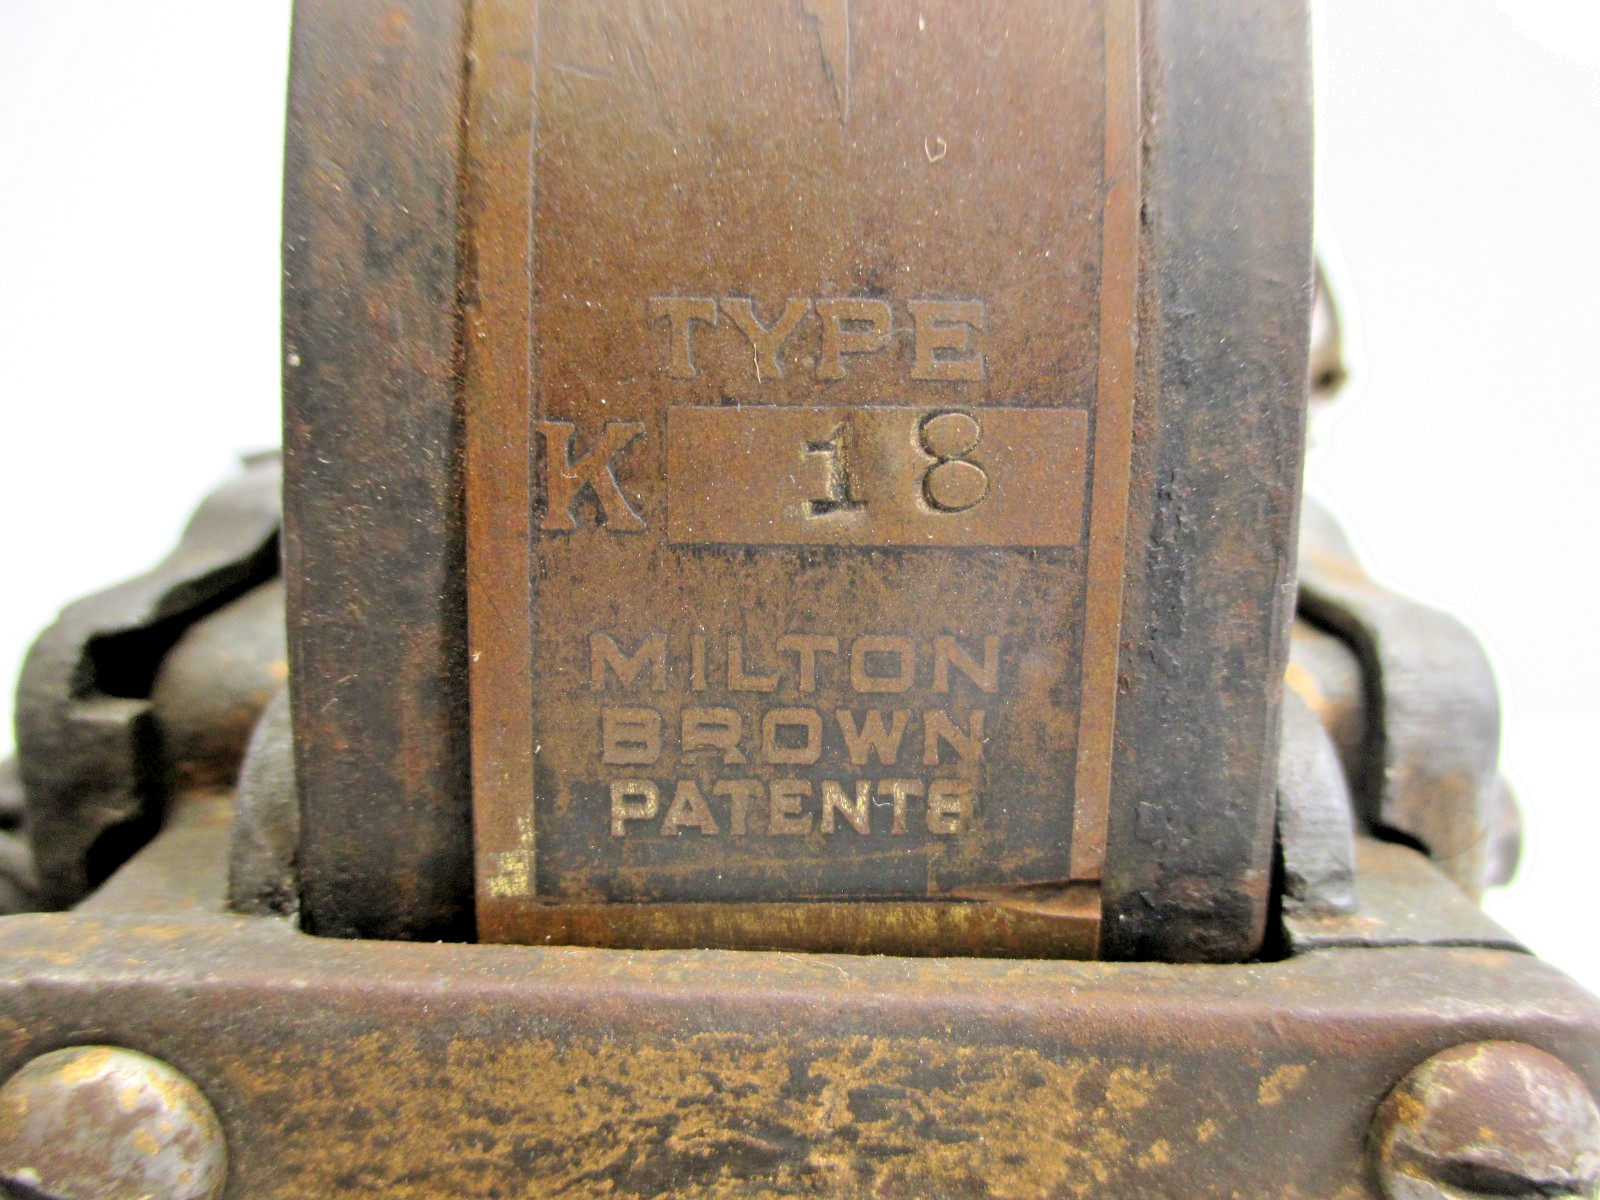 TYPE
K 18
MILTON
BROWN
PATENTS